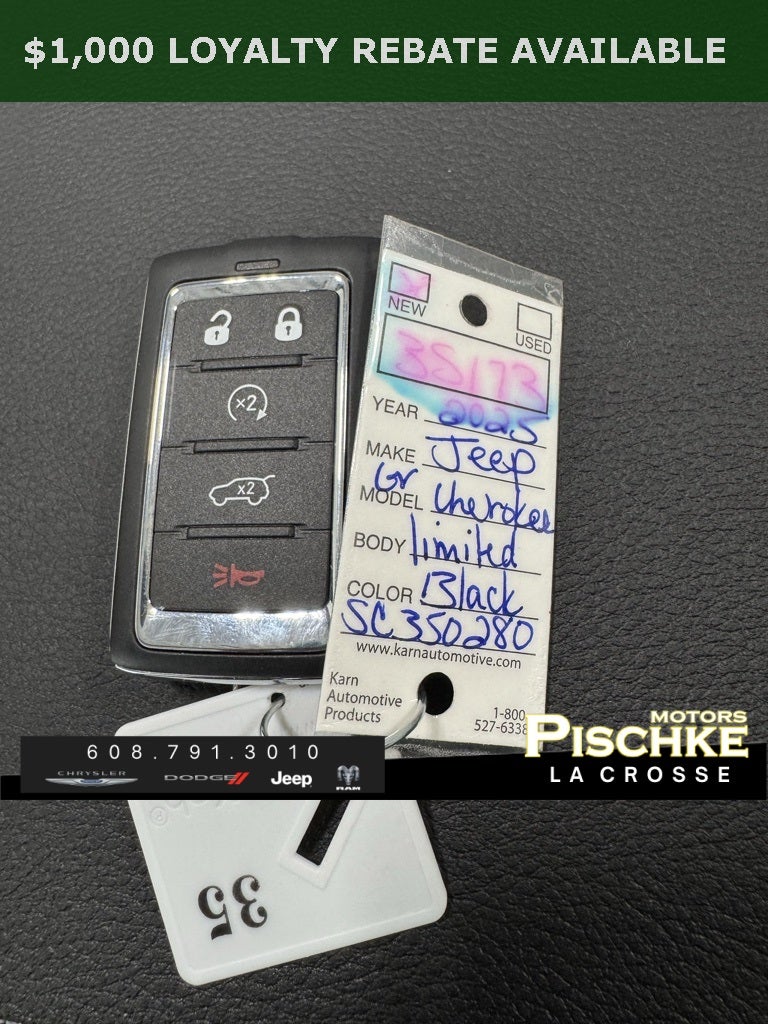 $1,000 LOYALTY REBATE AVAILABLE
NEW
USED
35173
YEAR 2025
MAKE Jeep
MODEL Gr Cherokee
BODY limited
COLOR Black
SC350280
www.karnautomotive.com
Karn
Automotive
Products
1-800
527-6338
x2
x2
608.791.3010
CHRYSLER DODGE Jeep RAM
MOTORS
PISCHKE
LA CROSSE
35